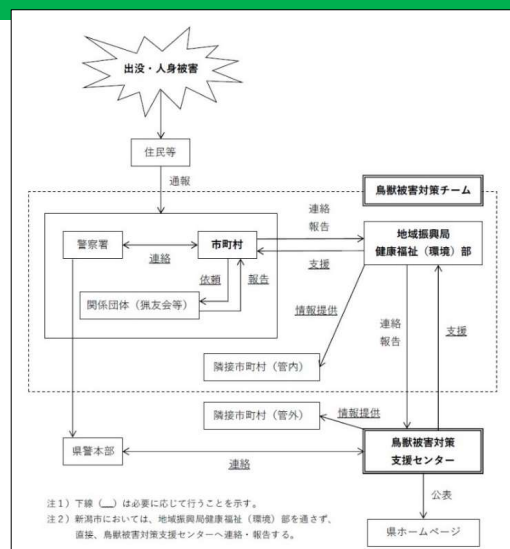 出没・人身被害
住民等
通報
鳥獣被害対策チーム
連絡
報告
地域振興局
健康福祉（環境）部
警察署
連絡
市町村
支援
依頼
報告
関係団体（猟友会等）
情報提供
連絡
報告
支援
隣接市町村（管内）
隣接市町村（管外）
情報提供
県警本部
連絡
鳥獣被害対策
支援センター
公表
県ホームページ
注１）下線（__）は必要に応じて行うことを示す。
注２）新潟市においては、地域振興局健康福祉（環境）部を通さず、
直接、鳥獣被害対策支援センターへ連絡・報告する。